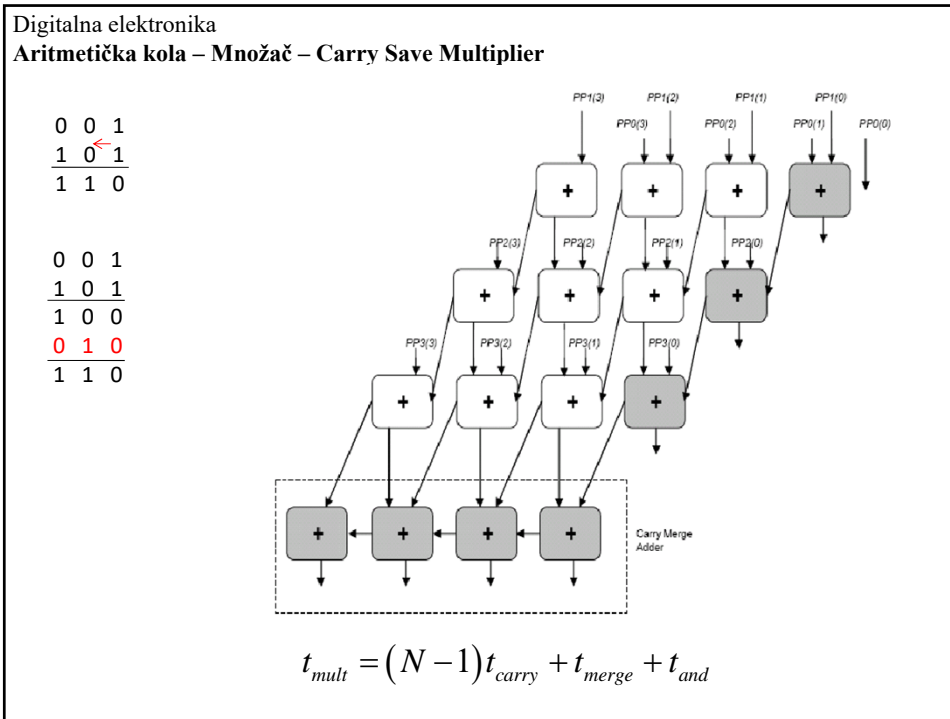 Digitalna elektronika
Aritmetička kola – Množač – Carry Save Multiplier
0 0 1
1 0 1
1 1 0
0 0 1
1 0 1
1 0 0
0 1 0
1 1 0
PP1(3) PP1(2) PP1(1) PP1(0)
PP0(3) PP0(2) PP0(1) PP0(0)
+ + + +
PP2(3) PP2(2) PP2(1) PP2(0)
+ + + +
PP3(3) PP3(2) PP3(1) PP3(0)
+ + + +
+ + + +
Carry Merge
Adder
t_mult = (N − 1)t_carry + t_merge + t_and